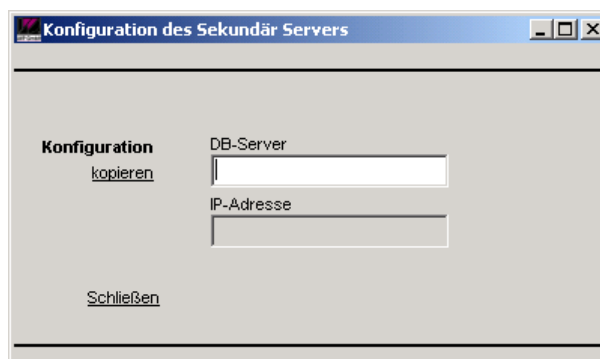 Konfiguration des Sekundär Servers
Konfiguration
kopieren
DB-Server
IP-Adresse
Schließen